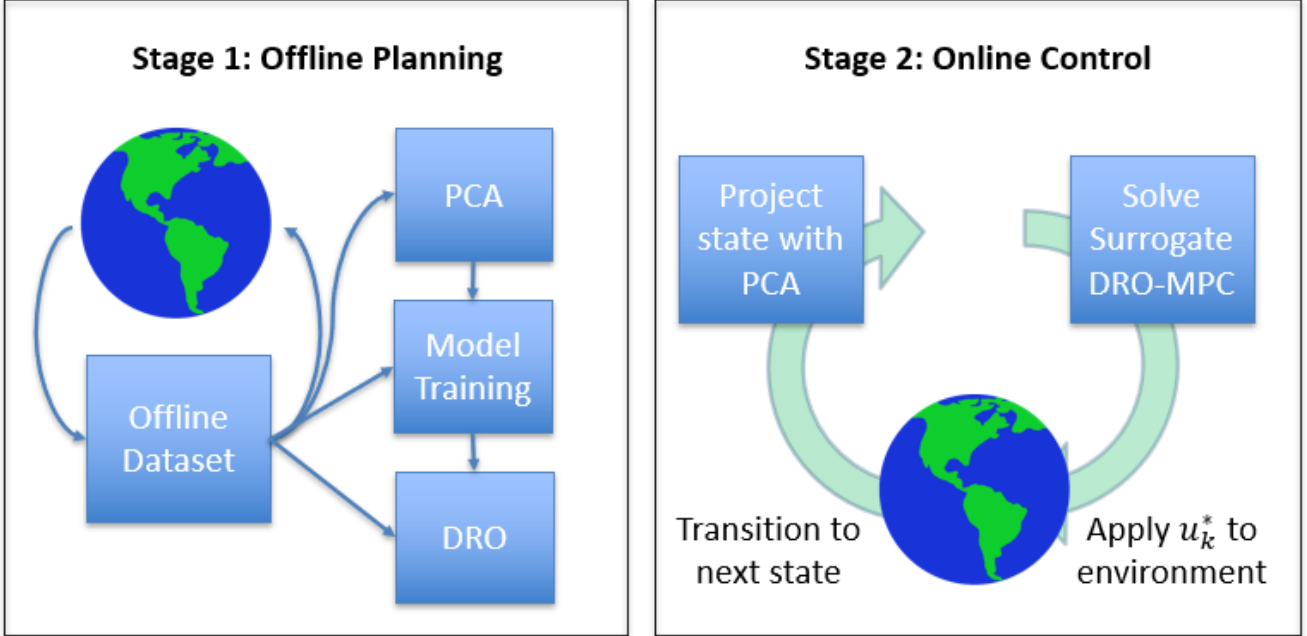 Stage 1: Offline Planning
PCA
Model
Training
Offline
Dataset
DRO
Stage 2: Online Control
Project
state with
PCA
Solve
Surrogate
DRO-MPC
Transition to
next state
Apply $u_k^*$ to
environment